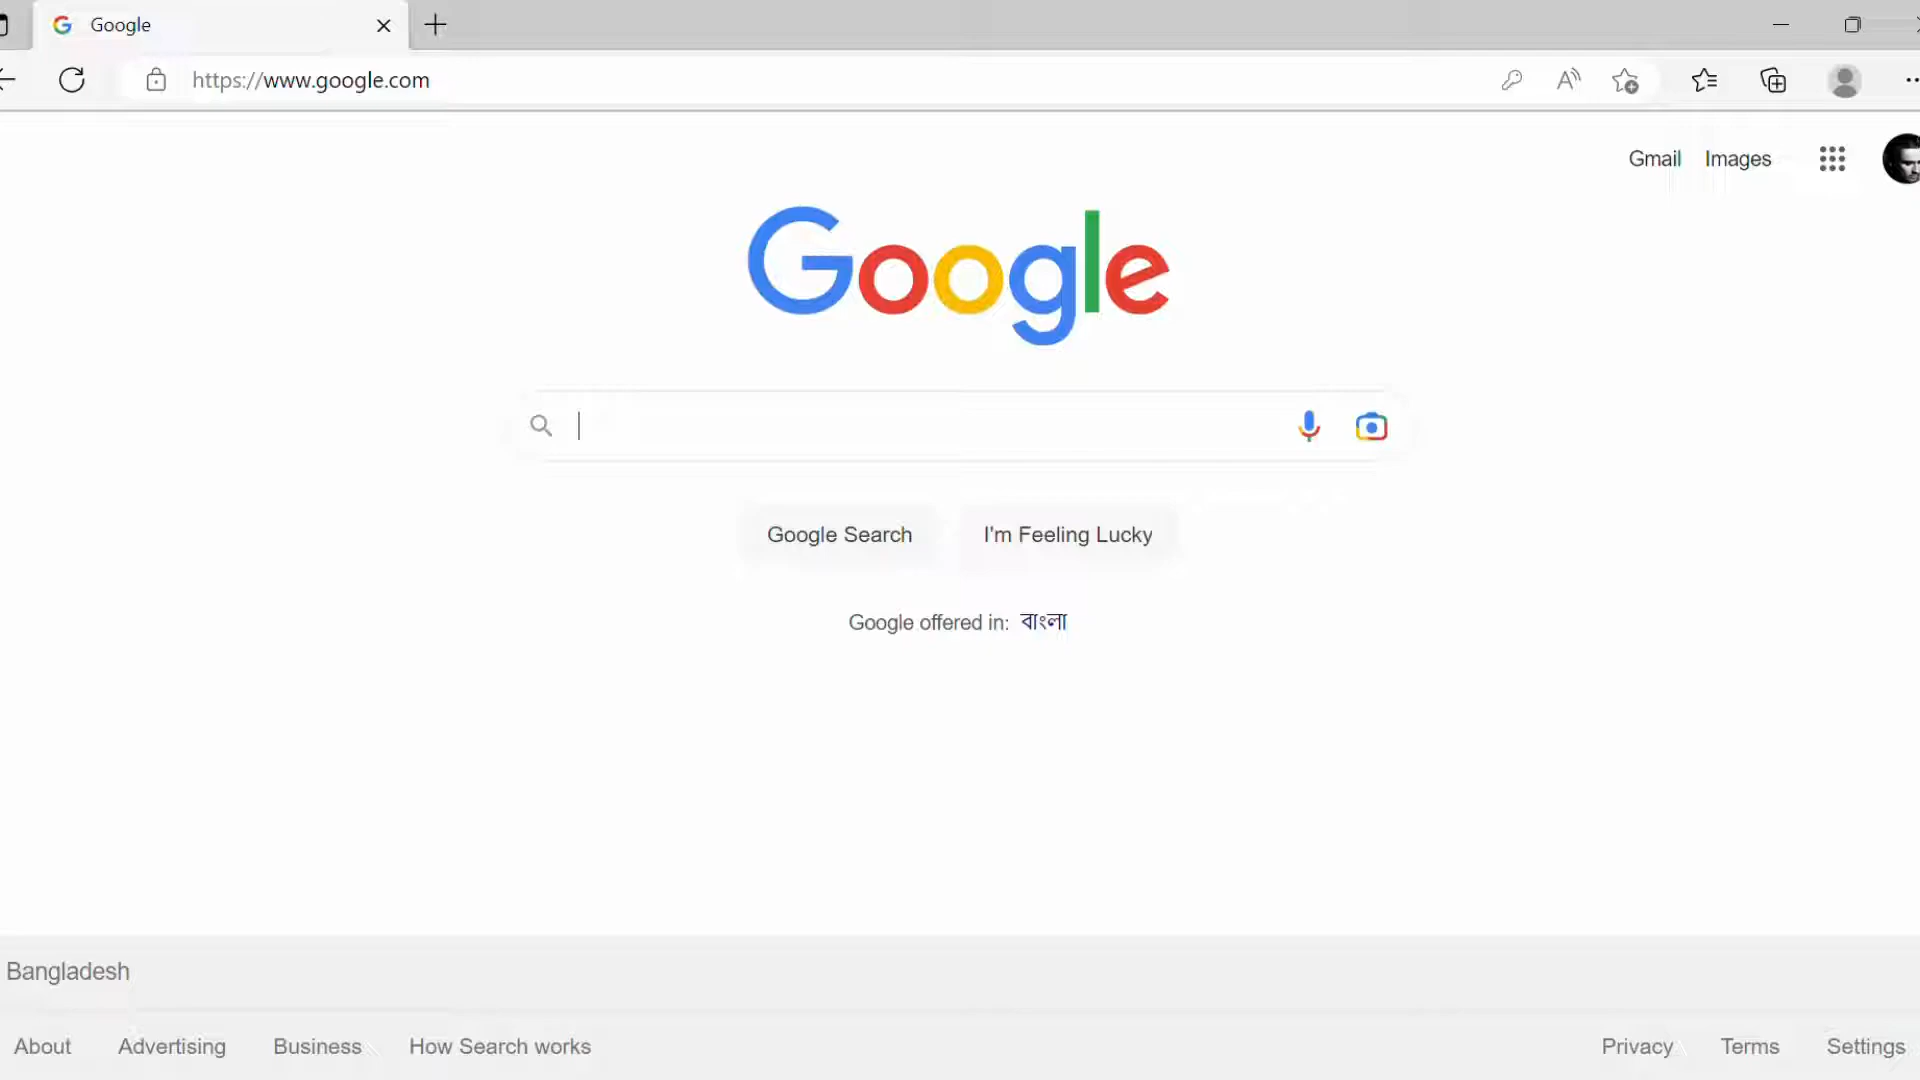 Google
https://www.google.com
Gmail Images
Google
Google Search I'm Feeling Lucky
Google offered in: বাংলা
Bangladesh
About Advertising Business How Search works Privacy Terms Settings